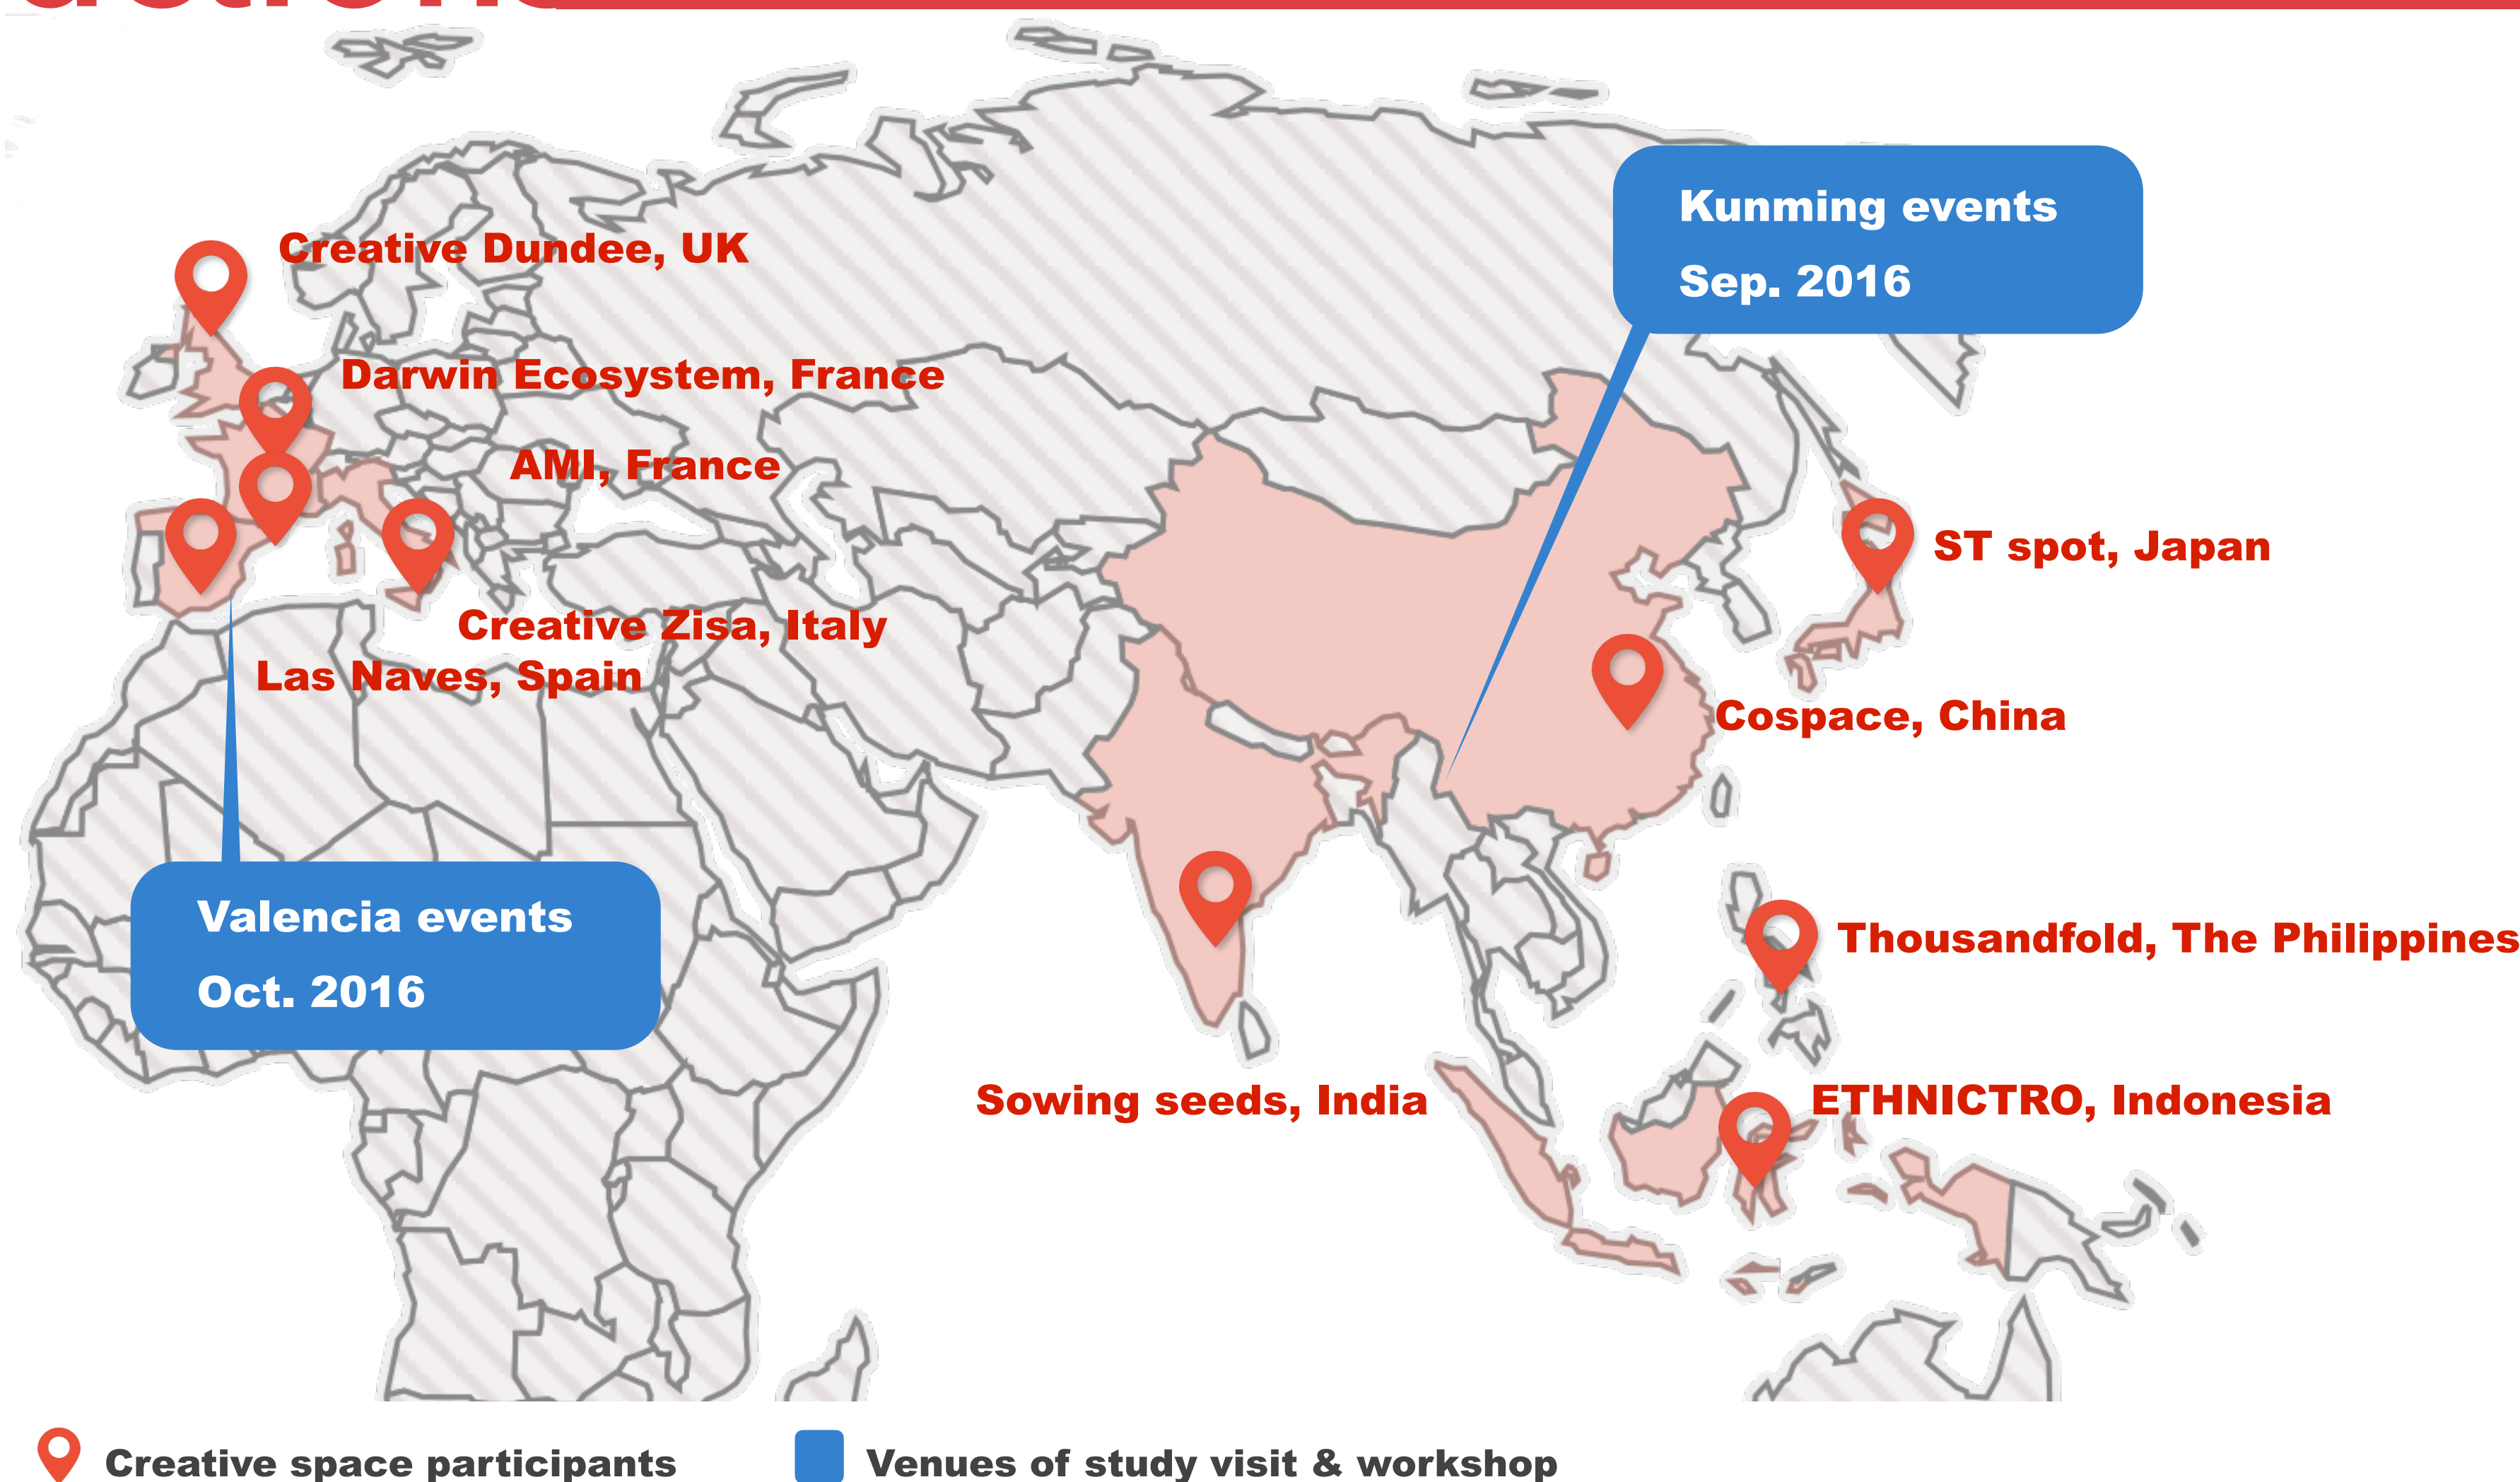 Kunming events
Sep. 2016
Creative Dundee, UK
Darwin Ecosystem, France
AMI, France
ST spot, Japan
Creative Zisa, Italy
Las Naves, Spain
Cospace, China
Valencia events
Oct. 2016
Thousandfold, The Philippines
Sowing seeds, India
ETHNICTRO, Indonesia
Creative space participants
Venues of study visit & workshop